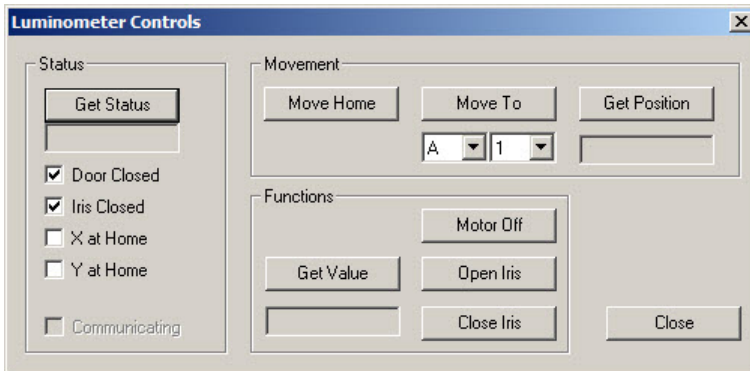 Luminometer Controls
Status
Get Status
Door Closed
Iris Closed
X at Home
Y at Home
Communicating
Movement
Move Home
Move To
Get Position
A
1
Functions
Motor Off
Get Value
Open Iris
Close Iris
Close